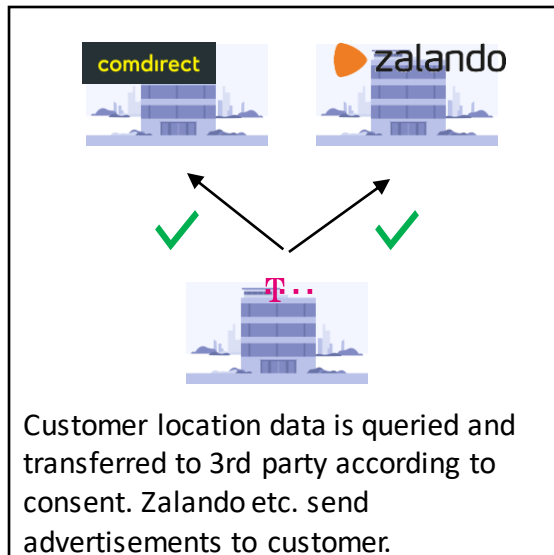 comdırect
zalando
T··
Customer location data is queried and
transferred to 3rd party according to
consent. Zalando etc. send
advertisements to customer.